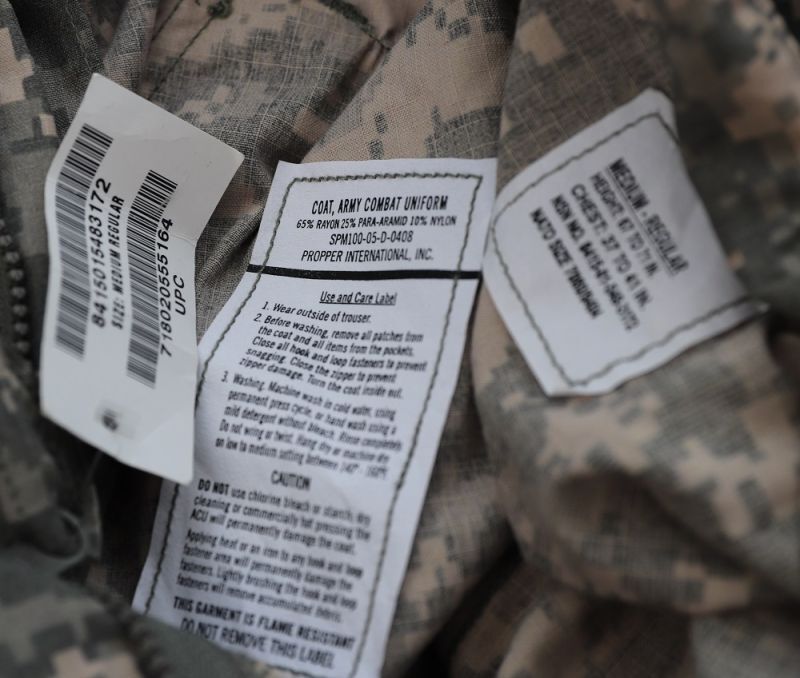 8415015483172
SIZE: MEDIUM REGULAR
718020555164
UPC
COAT, ARMY COMBAT UNIFORM
65% RAYON 25% PARA-ARAMID 10% NYLON
SPM100-05-D-0408
PROPPER INTERNATIONAL, INC.
Use and Care Label
1. Wear outside of trouser.
2. Before washing, remove all patches from
the coat and all items from the pockets.
Close all hook and loop fasteners to prevent
snagging. Close the zipper to prevent
zipper damage. Turn the coat inside out.
3. Washing. Machine wash in cold water, using
permanent press cycle, or hand wash using a
mild detergent without bleach. Rinse completely
Do not wring or twist. Hang dry or machine dry
on low to medium setting between 140°- 160°F
CAUTION
DO NOT use chlorine bleach or starch; dry
cleaning or commercially hot pressing the
ACU will permanently damage the coat.
Applying heat or an iron to any hook and loop
fastener area will permanently damage the
fasteners. Lightly brushing the hook and loop
fasteners will remove accumulated debris.
THIS GARMENT IS FLAME RESISTANT
DO NOT REMOVE THIS LABEL
MEDIUM - REGULAR
HEIGHT: 67 TO 71 IN.
CHEST: 37 TO 41 IN.
NSN NO. 8415-01-548-3172
NATO SIZE